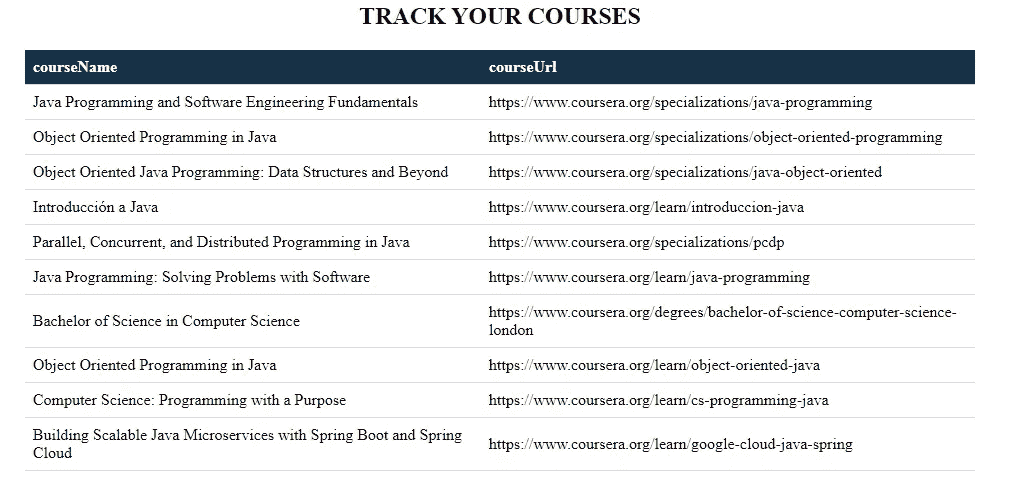 TRACK YOUR COURSES
courseName courseUrl
Java Programming and Software Engineering Fundamentals https://www.coursera.org/specializations/java-programming
Object Oriented Programming in Java https://www.coursera.org/specializations/object-oriented-programming
Object Oriented Java Programming: Data Structures and Beyond https://www.coursera.org/specializations/java-object-oriented
Introducción a Java https://www.coursera.org/learn/introduccion-java
Parallel, Concurrent, and Distributed Programming in Java https://www.coursera.org/specializations/pcdp
Java Programming: Solving Problems with Software https://www.coursera.org/learn/java-programming
Bachelor of Science in Computer Science https://www.coursera.org/degrees/bachelor-of-science-computer-science-
london
Object Oriented Programming in Java https://www.coursera.org/learn/object-oriented-java
Computer Science: Programming with a Purpose https://www.coursera.org/learn/cs-programming-java
Building Scalable Java Microservices with Spring Boot and Spring
Cloud https://www.coursera.org/learn/google-cloud-java-spring